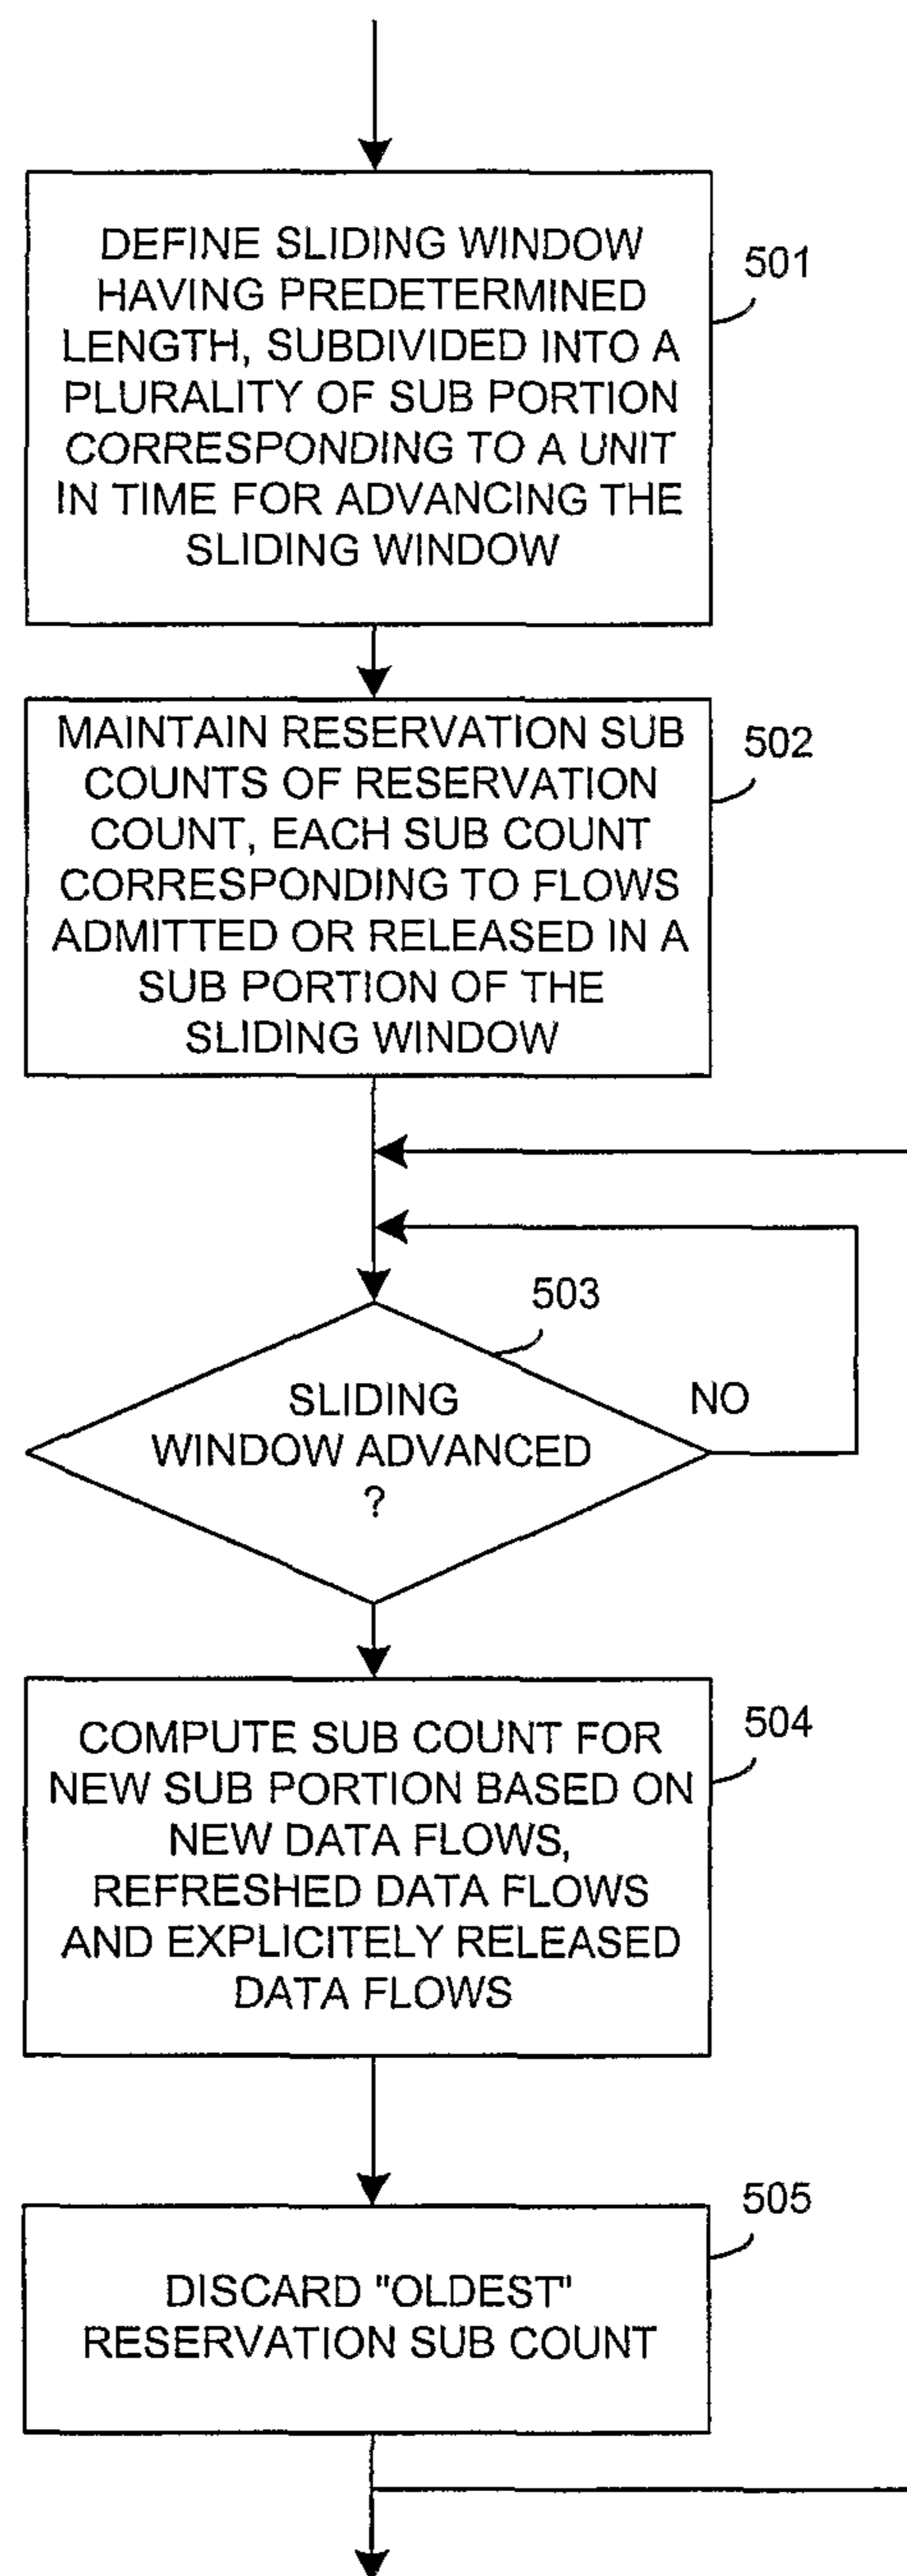 DEFINE SLIDING WINDOW
HAVING PREDETERMINED
LENGTH, SUBDIVIDED INTO A
PLURALITY OF SUB PORTION
CORRESPONDING TO A UNIT
IN TIME FOR ADVANCING THE
SLIDING WINDOW
501
MAINTAIN RESERVATION SUB
COUNTS OF RESERVATION
COUNT, EACH SUB COUNT
CORRESPONDING TO FLOWS
ADMITTED OR RELEASED IN A
SUB PORTION OF THE
SLIDING WINDOW
502
503
SLIDING
WINDOW ADVANCED
?
NO
COMPUTE SUB COUNT FOR
NEW SUB PORTION BASED ON
NEW DATA FLOWS,
REFRESHED DATA FLOWS
AND EXPLICITELY RELEASED
DATA FLOWS
504
DISCARD "OLDEST"
RESERVATION SUB COUNT
505